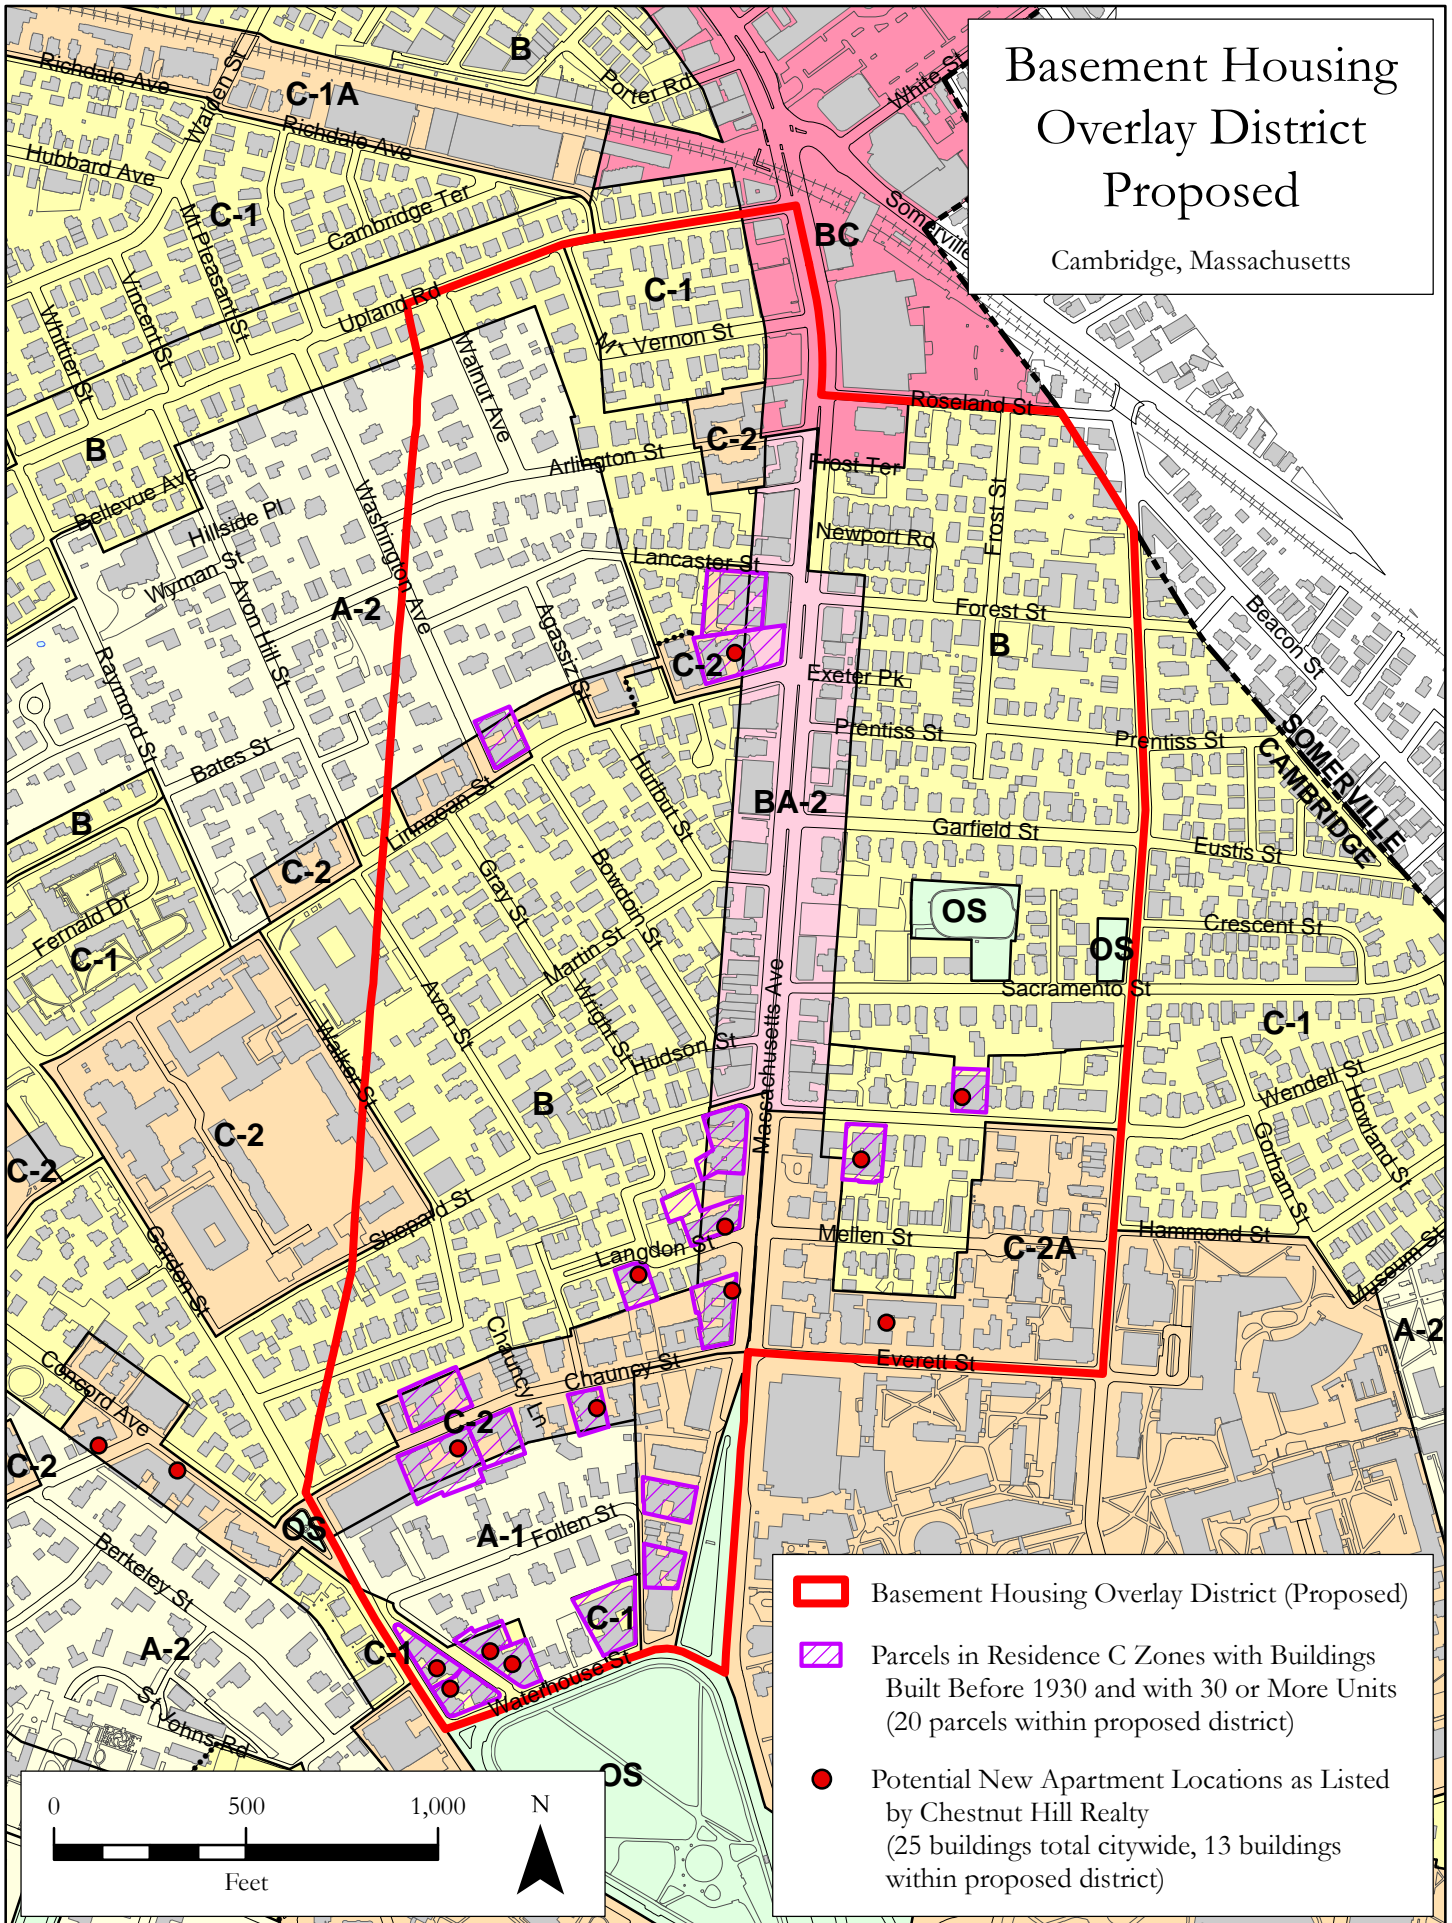 Basement Housing
Overlay District
Proposed
Cambridge, Massachusetts
B
Richdale Ave
Walden St
C-1A
Porter Rd
White St
Richdale Ave
Hubbard Ave
C-1
Mt Pleasant St
Cambridge Ter
Somerville
BC
C-1
Vincent St
Whittier St
Upland Rd
Mt Vernon St
Walnut Ave
Roseland St
B
C-2
Arlington St
Frost Ter
Bellevue Ave
Hillside Pl
Washington Ave
Newport Rd
Frost St
Wyman St
Lancaster St
A-2
Avon Hill St
Agassiz St
Forest St
B
Beacon St
Raymond St
C-2
Exeter Pk
Bates St
Prentiss St
Prentiss St
SOMERVILLE
CAMBRIDGE
Hurlbut St
B
Linnaean St
BA-2
Garfield St
Eustis St
C-2
Gray St
Bowdoin St
OS
Fernald Dr
C-1
Martin St
OS
Crescent St
Avon St
Wright St
Massachusetts Ave
Sacramento St
C-1
Walker St
Hudson St
Wendell St
Howland St
B
C-2
C-2
Gorham St
Shepard St
Garden St
Langdon St
Mellen St
C-2A
Hammond St
Museum St
A-2
Chauncy St
Everett St
Concord Ave
Chauncy Ln
C-2
C-2
OS
A-1
Follen St
Berkeley St
C-1
C-1
A-2
Waterhouse St
St Johns Rd
OS
Basement Housing Overlay District (Proposed)
Parcels in Residence C Zones with Buildings
Built Before 1930 and with 30 or More Units
(20 parcels within proposed district)
Potential New Apartment Locations as Listed
by Chestnut Hill Realty
(25 buildings total citywide, 13 buildings
within proposed district)
0 500 1,000
Feet
N